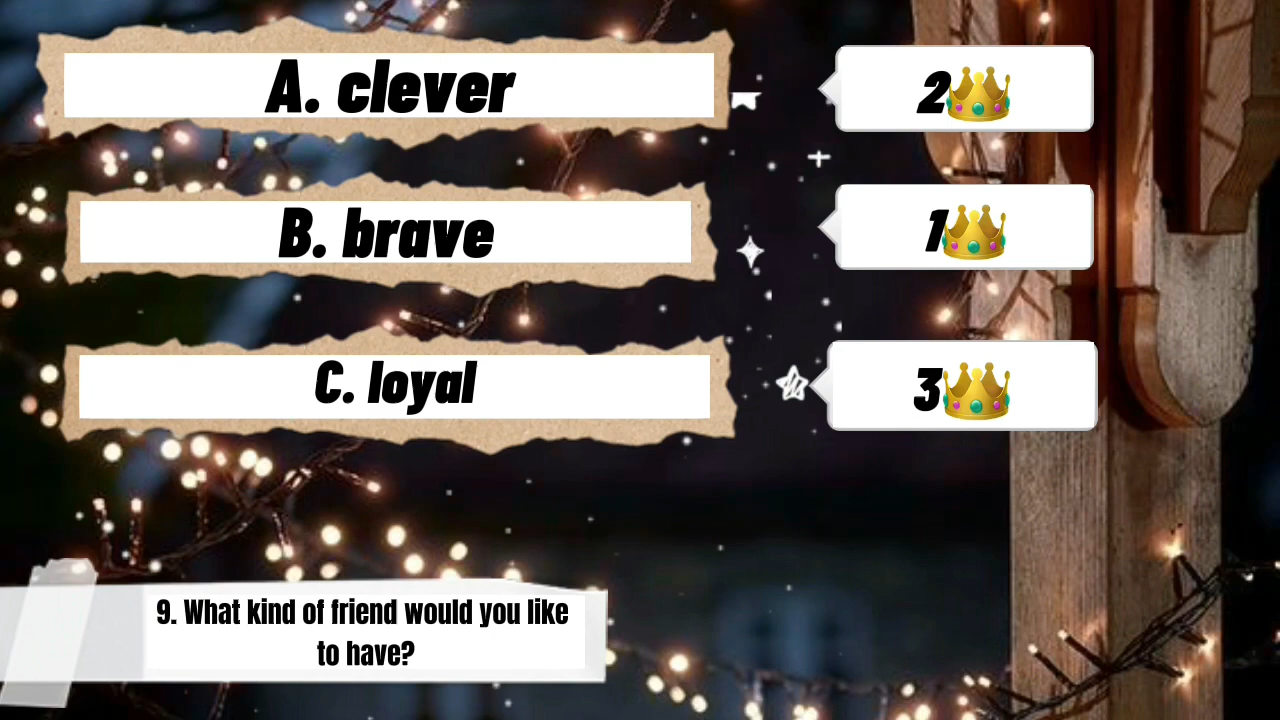 A. clever
2👑
B. brave
1👑
C. loyal
3👑
9. What kind of friend would you like
to have?